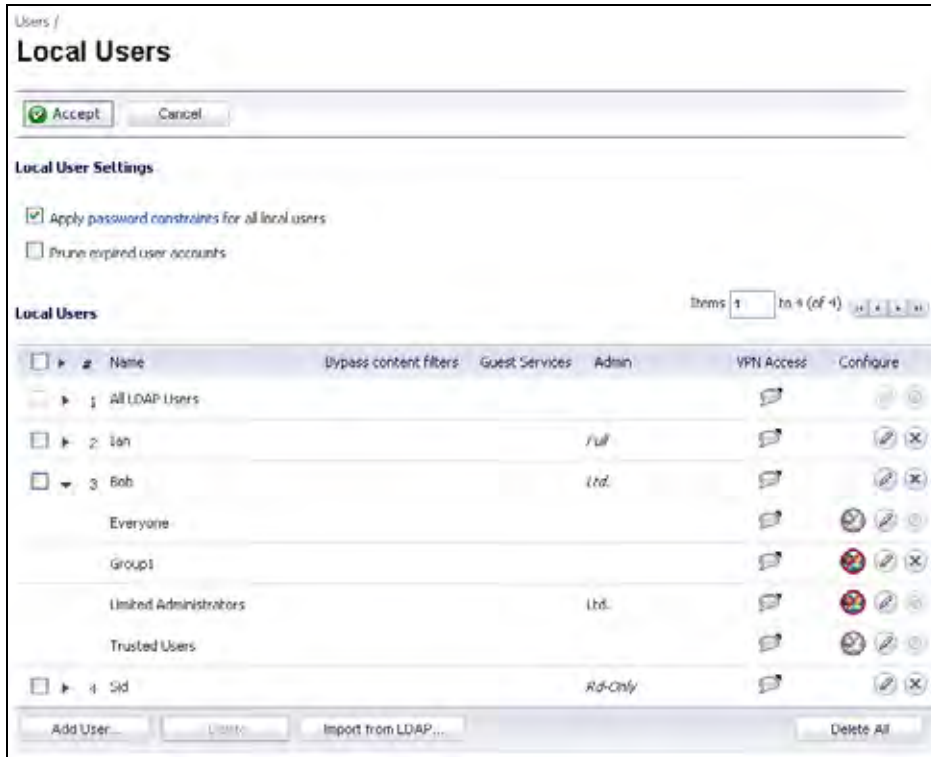 Users /
Local Users
Accept Cancel
Local User Settings
Apply password constraints for all local users
Prune expired user accounts
Local Users Items 1 to 4 (of 4)
# Name Bypass content filters Guest Services Admin VPN Access Configure
1 All LDAP Users
2 Ian Full
3 Bob Ltd.
Everyone
Group1
Limited Administrators Ltd.
Trusted Users
4 Sid Rd-Only
Add User... Delete Import from LDAP... Delete All